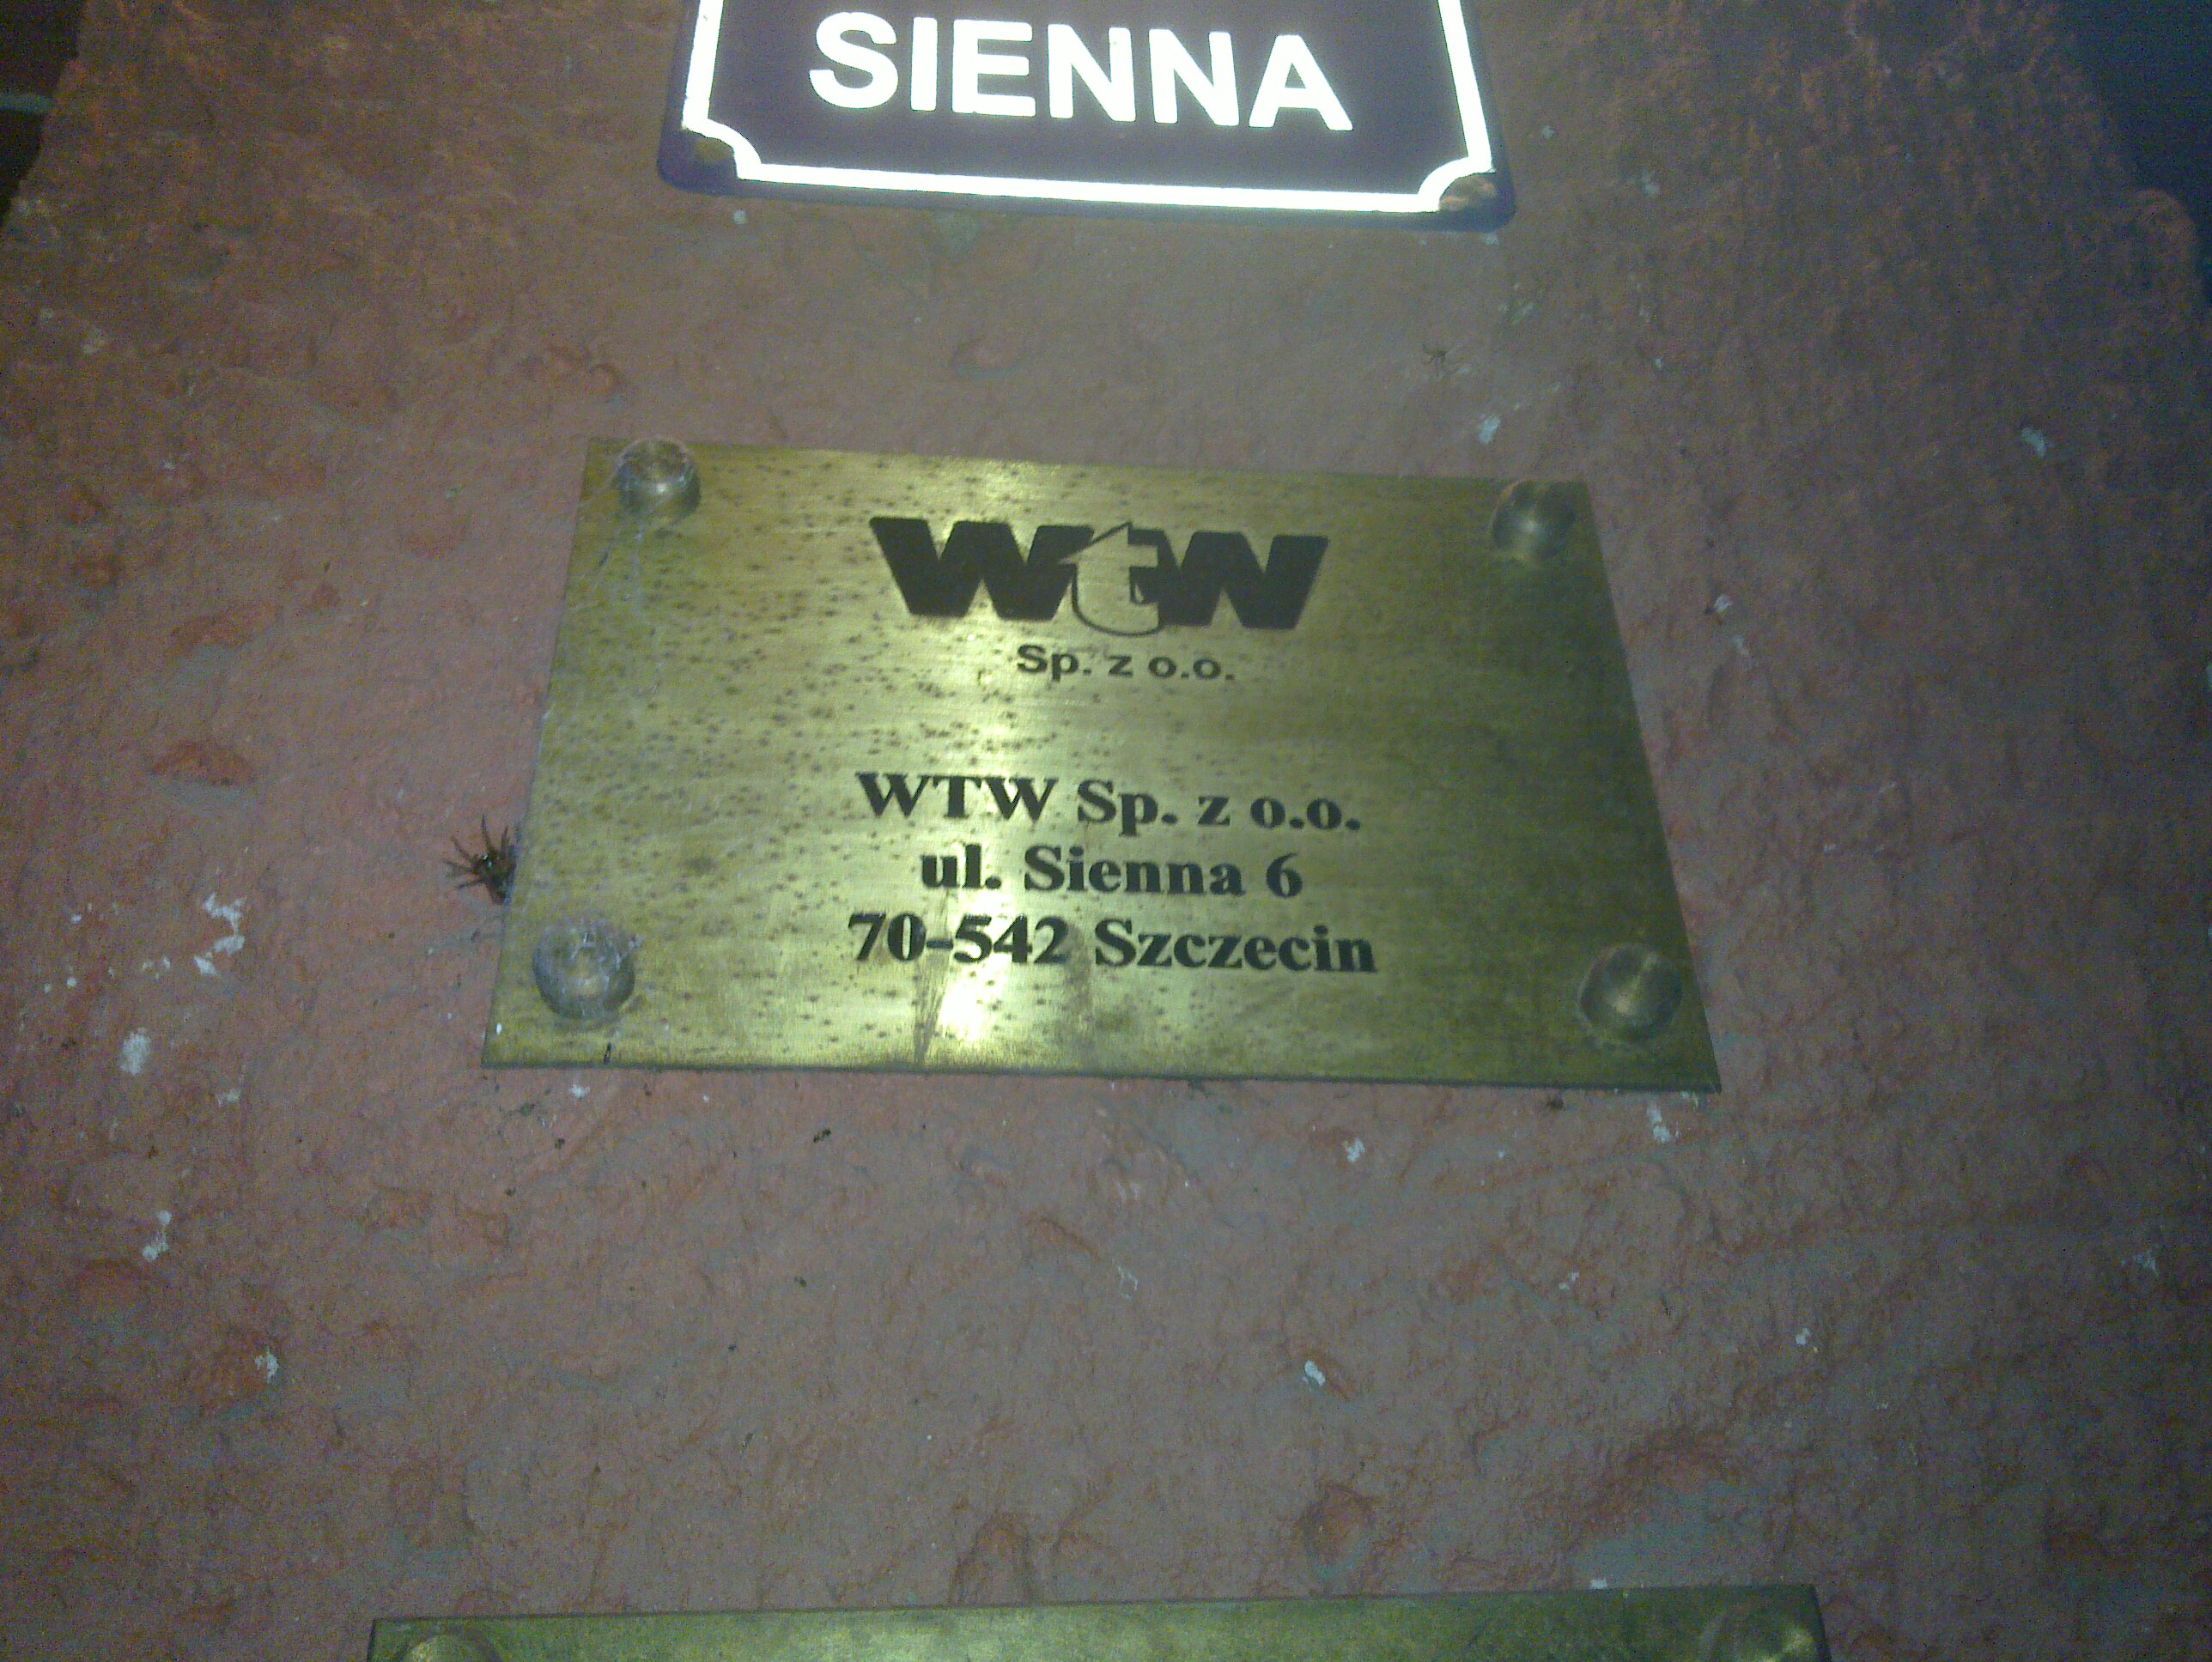 SIENNA
WtW
Sp. z o.o.
WTW Sp. z o.o.
ul. Sienna 6
70-542 Szczecin